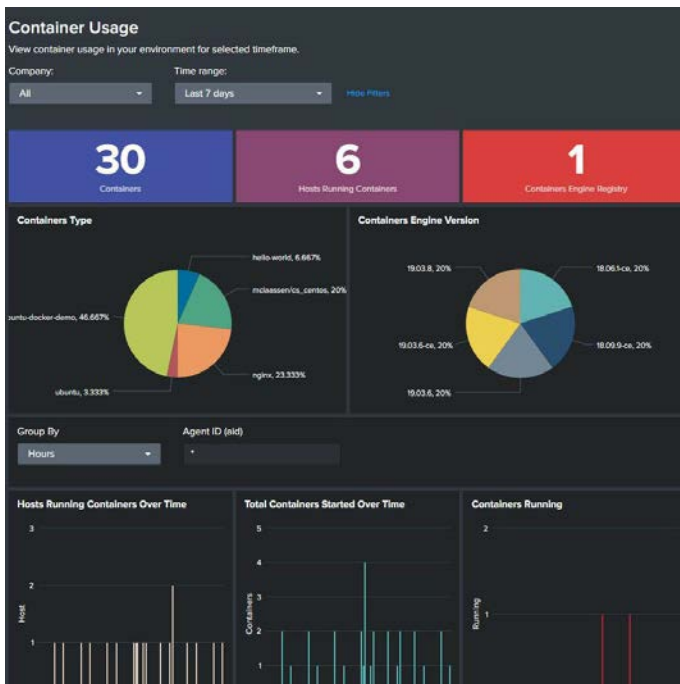 Container Usage
View container usage in your environment for selected timeframe.
Company:
Time range:
All
Last 7 days
Hide Filters
30
Containers
6
Hosts Running Containers
1
Containers Engine Registry
Containers Type
hello-world, 6.667%
mclaassen/cs_centos, 20%
untu-docker-demo, 46.667%
nginx, 23.333%
ubuntu, 3.333%
Containers Engine Version
19.03.8, 20%
18.06.1-ce, 20%
19.03.6-ce, 20%
18.09.9-ce, 20%
19.03.6, 20%
Group By
Agent ID (aid)
Hours
*
Hosts Running Containers Over Time
3
2
1
Host
Total Containers Started Over Time
5
4
3
2
1
Containers
Containers Running
2
1
Running